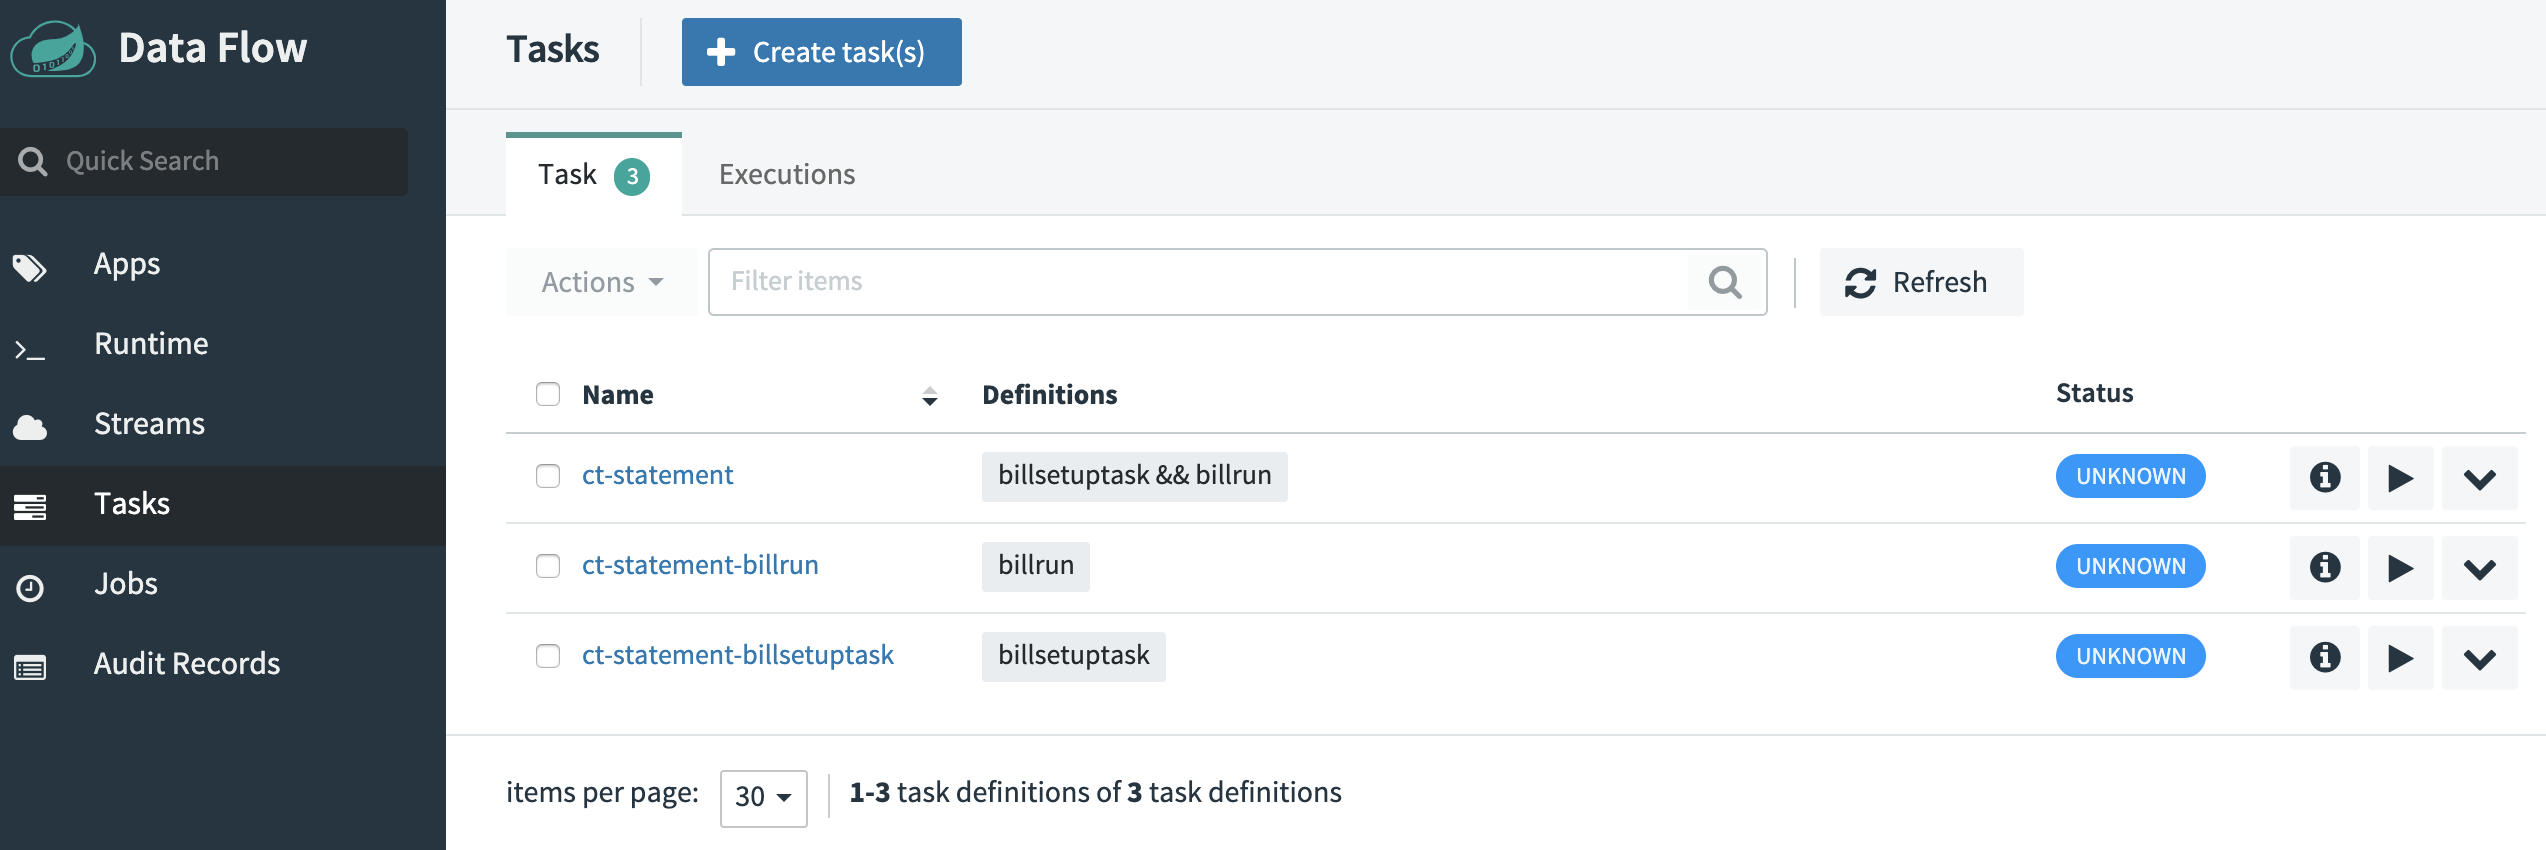 Data Flow
Quick Search
Apps
Runtime
Streams
Tasks
Jobs
Audit Records
Tasks
Create task(s)
Task 3
Executions
Actions
Filter items
Refresh
Name Definitions Status
ct-statement billsetuptask && billrun UNKNOWN
ct-statement-billrun billrun UNKNOWN
ct-statement-billsetuptask billsetuptask UNKNOWN
items per page: 30 1-3 task definitions of 3 task definitions